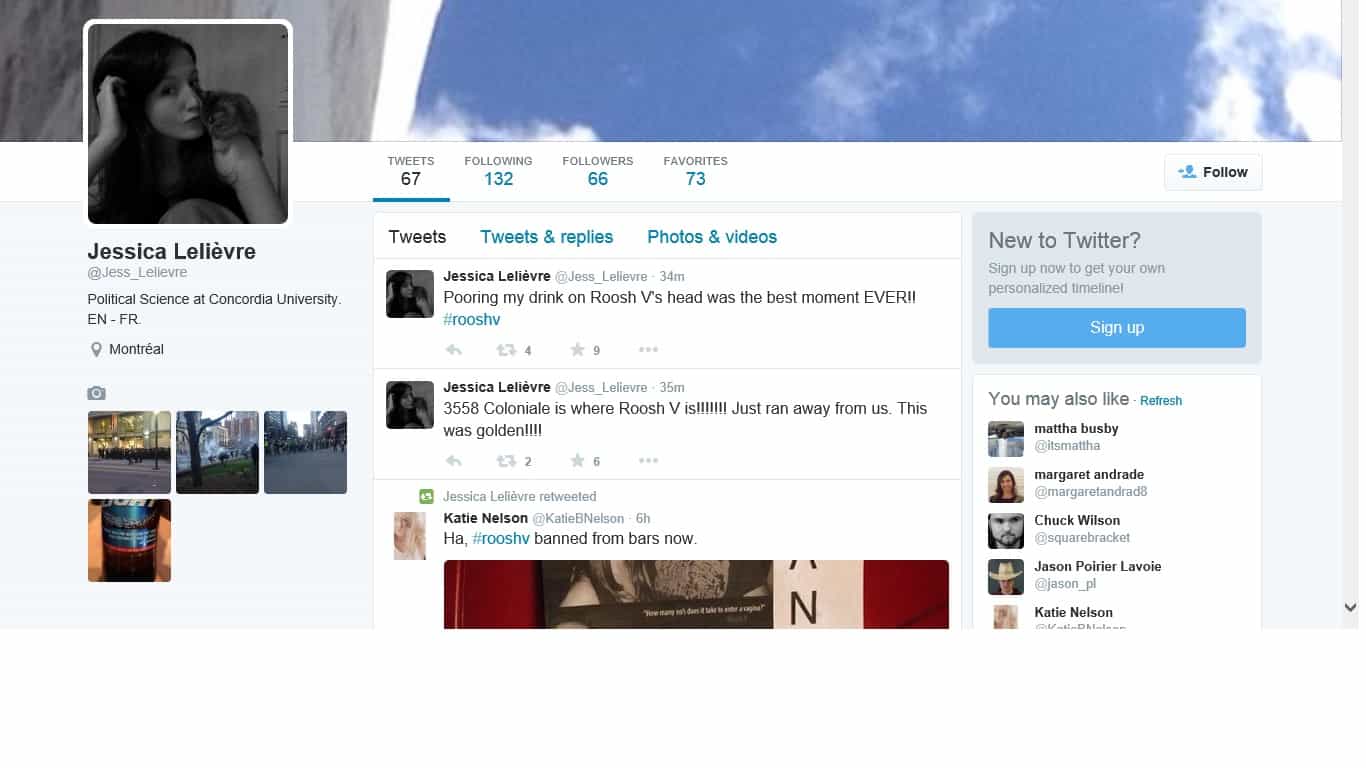 TWEETS FOLLOWING FOLLOWERS FAVORITES
67 132 66 73
Follow
Jessica Lelièvre
@Jess_Lelievre
Political Science at Concordia University.
EN - FR.
Montréal
Tweets Tweets & replies Photos & videos
Jessica Lelièvre @Jess_Lelievre · 34m
Pooring my drink on Roosh V's head was the best moment EVER!!
#rooshv
4 9
Jessica Lelièvre @Jess_Lelievre · 35m
3558 Coloniale is where Roosh V is!!!!!!! Just ran away from us. This
was golden!!!!
2 6
Jessica Lelièvre retweeted
Katie Nelson @KatieBNelson · 6h
Ha, #rooshv banned from bars now.
"How many no's does it take to enter a vagina?"
A
N
New to Twitter?
Sign up now to get your own
personalized timeline!
Sign up
You may also like · Refresh
mattha busby
@itsmattha
margaret andrade
@margaretandrad8
Chuck Wilson
@squarebracket
Jason Poirier Lavoie
@jason_pl
Katie Nelson
@KatieBNelson